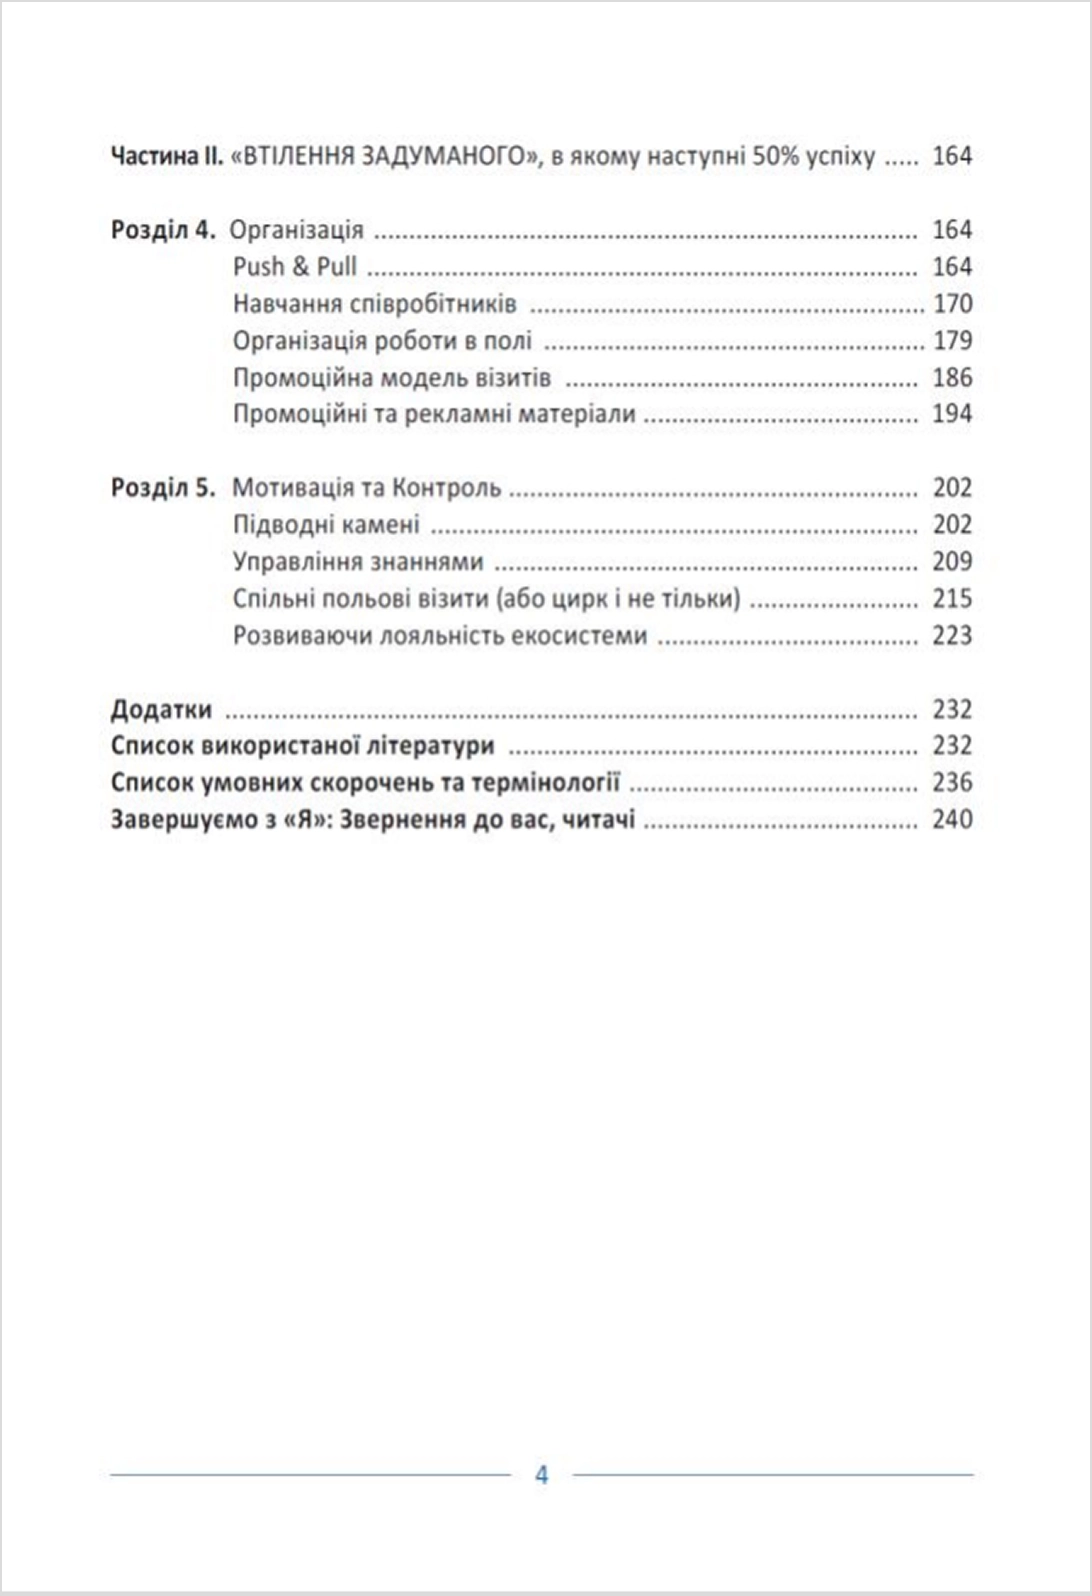 Частина II. «ВТІЛЕННЯ ЗАДУМАНОГО», в якому наступні 50% успіху ..... 164
Розділ 4. Організація ..... 164
Push & Pull ..... 164
Навчання співробітників ..... 170
Організація роботи в полі ..... 179
Промоційна модель візитів ..... 186
Промоційні та рекламні матеріали ..... 194
Розділ 5. Мотивація та Контроль ..... 202
Підводні камені ..... 202
Управління знаннями ..... 209
Спільні польові візити (або цирк і не тільки) ..... 215
Розвиваючи лояльність екосистеми ..... 223
Додатки ..... 232
Список використаної літератури ..... 232
Список умовних скорочень та термінології ..... 236
Завершуємо з «Я»: Звернення до вас, читачі ..... 240
4